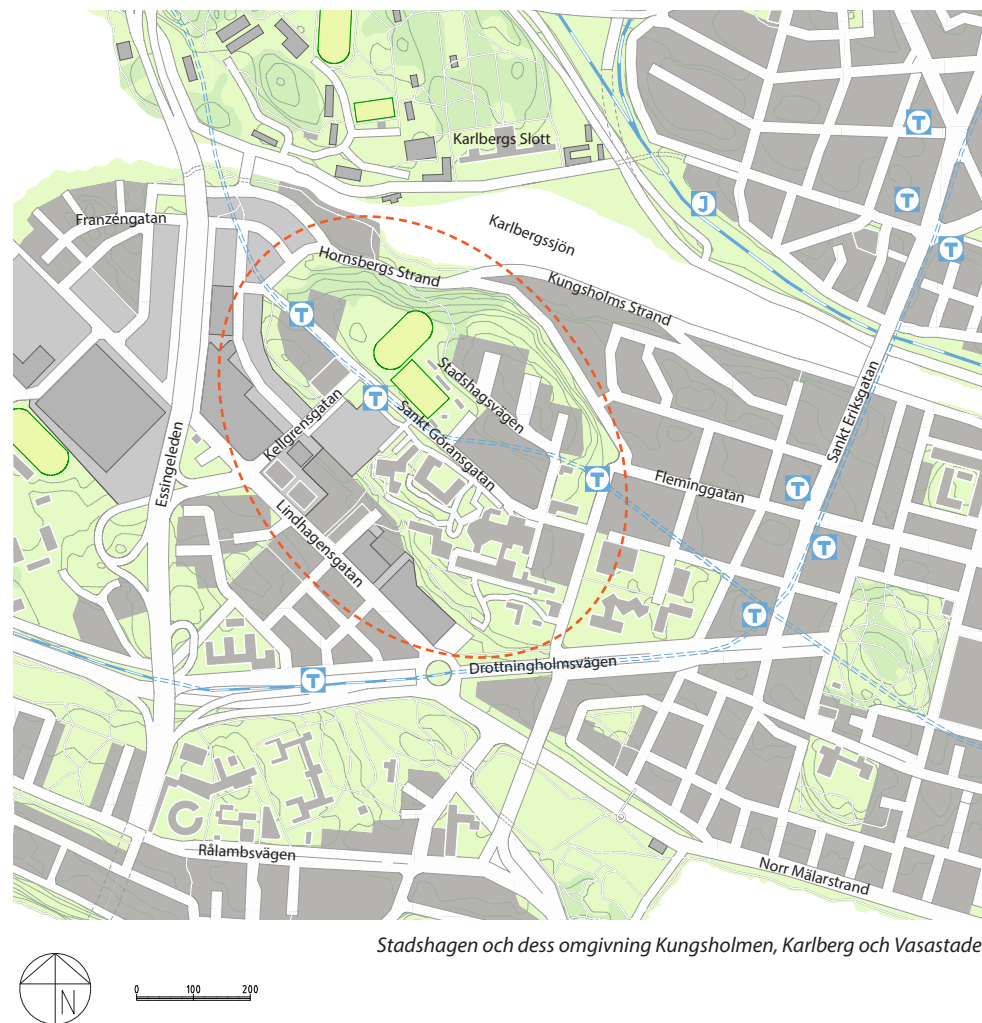 Karlbergs Slott
Franzéngatan
Karlbergssjön
Hornsbergs Strand
Kungsholms Strand
J
T
T
T
T
T
Stadshagsvägen
Sankt Eriksgatan
Kellgrensgatan
Sankt Göransgatan
Essingeleden
T
Fleminggatan
T
T
Lindhagensgatan
T
Drottningholmsvägen
T
Rålambsvägen
Norr Mälarstrand
Stadshagen och dess omgivning Kungsholmen, Karlberg och Vasastade
N
0 100 200